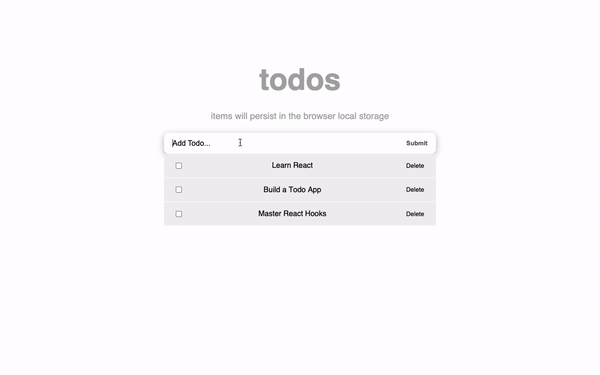 todos
items will persist in the browser local storage
Add Todo... Submit
Learn React Delete
Build a Todo App Delete
Master React Hooks Delete